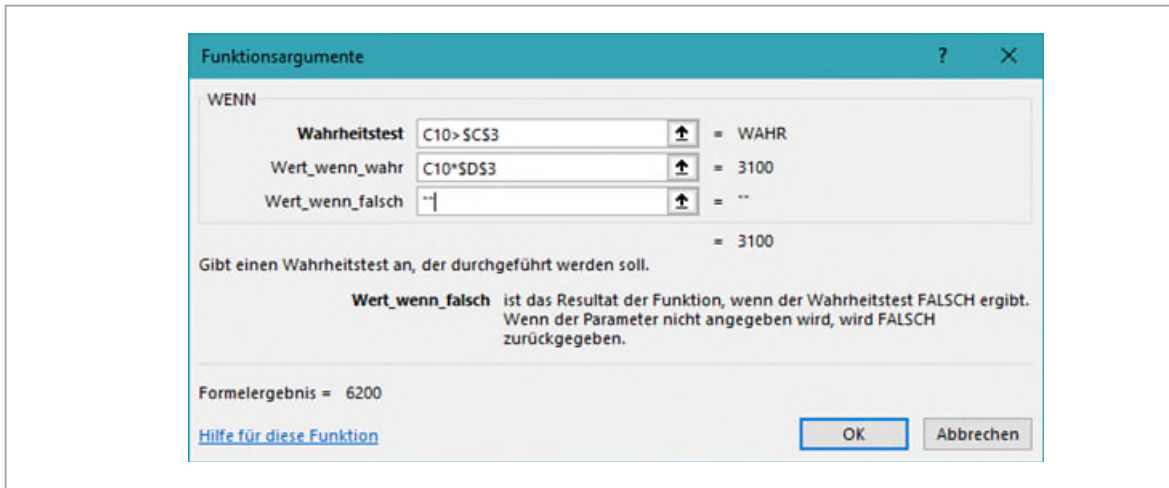 Funktionsargumente ? ×
WENN
Wahrheitstest C10>$C$3 = WAHR
Wert_wenn_wahr C10*$D$3 = 3100
Wert_wenn_falsch "" = ""
= 3100
Gibt einen Wahrheitstest an, der durchgeführt werden soll.
Wert_wenn_falsch ist das Resultat der Funktion, wenn der Wahrheitstest FALSCH ergibt.
Wenn der Parameter nicht angegeben wird, wird FALSCH
zurückgegeben.
Formelergebnis = 6200
Hilfe für diese Funktion OK Abbrechen